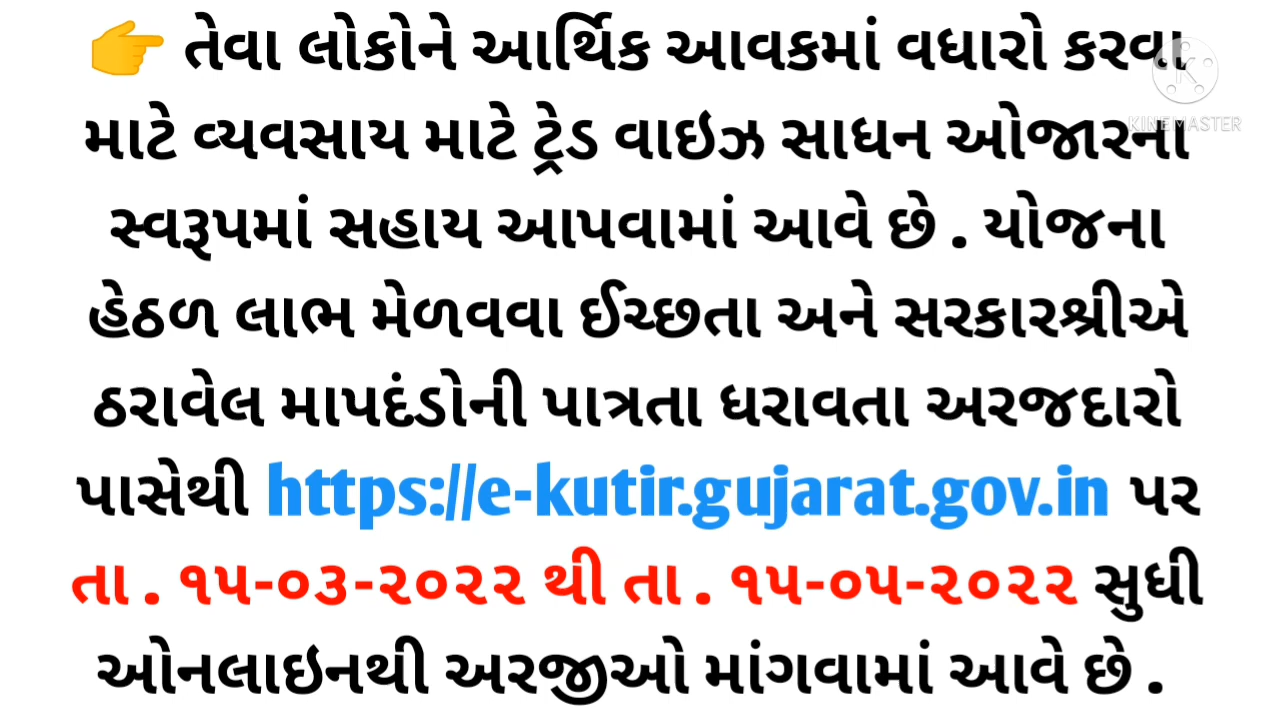 👉 તેવા લોકોને આર્થિક આવકમાં વધારો કરવા
માટે વ્યવસાય માટે ટ્રેડ વાઇઝ સાધન ઓજારના
સ્વરૂપમાં સહાય આપવામાં આવે છે . યોજના
હેઠળ લાભ મેળવવા ઈચ્છતા અને સરકારશ્રીએ
ઠરાવેલ માપદંડોની પાત્રતા ધરાવતા અરજદારો
પાસેથી https://e-kutir.gujarat.gov.in પર
તા . ૧૫-૦૩-૨૦૨૨ થી તા . ૧૫-૦૫-૨૦૨૨ સુધી
ઓનલાઇનથી અરજીઓ માંગવામાં આવે છે .
K
KINEMASTER